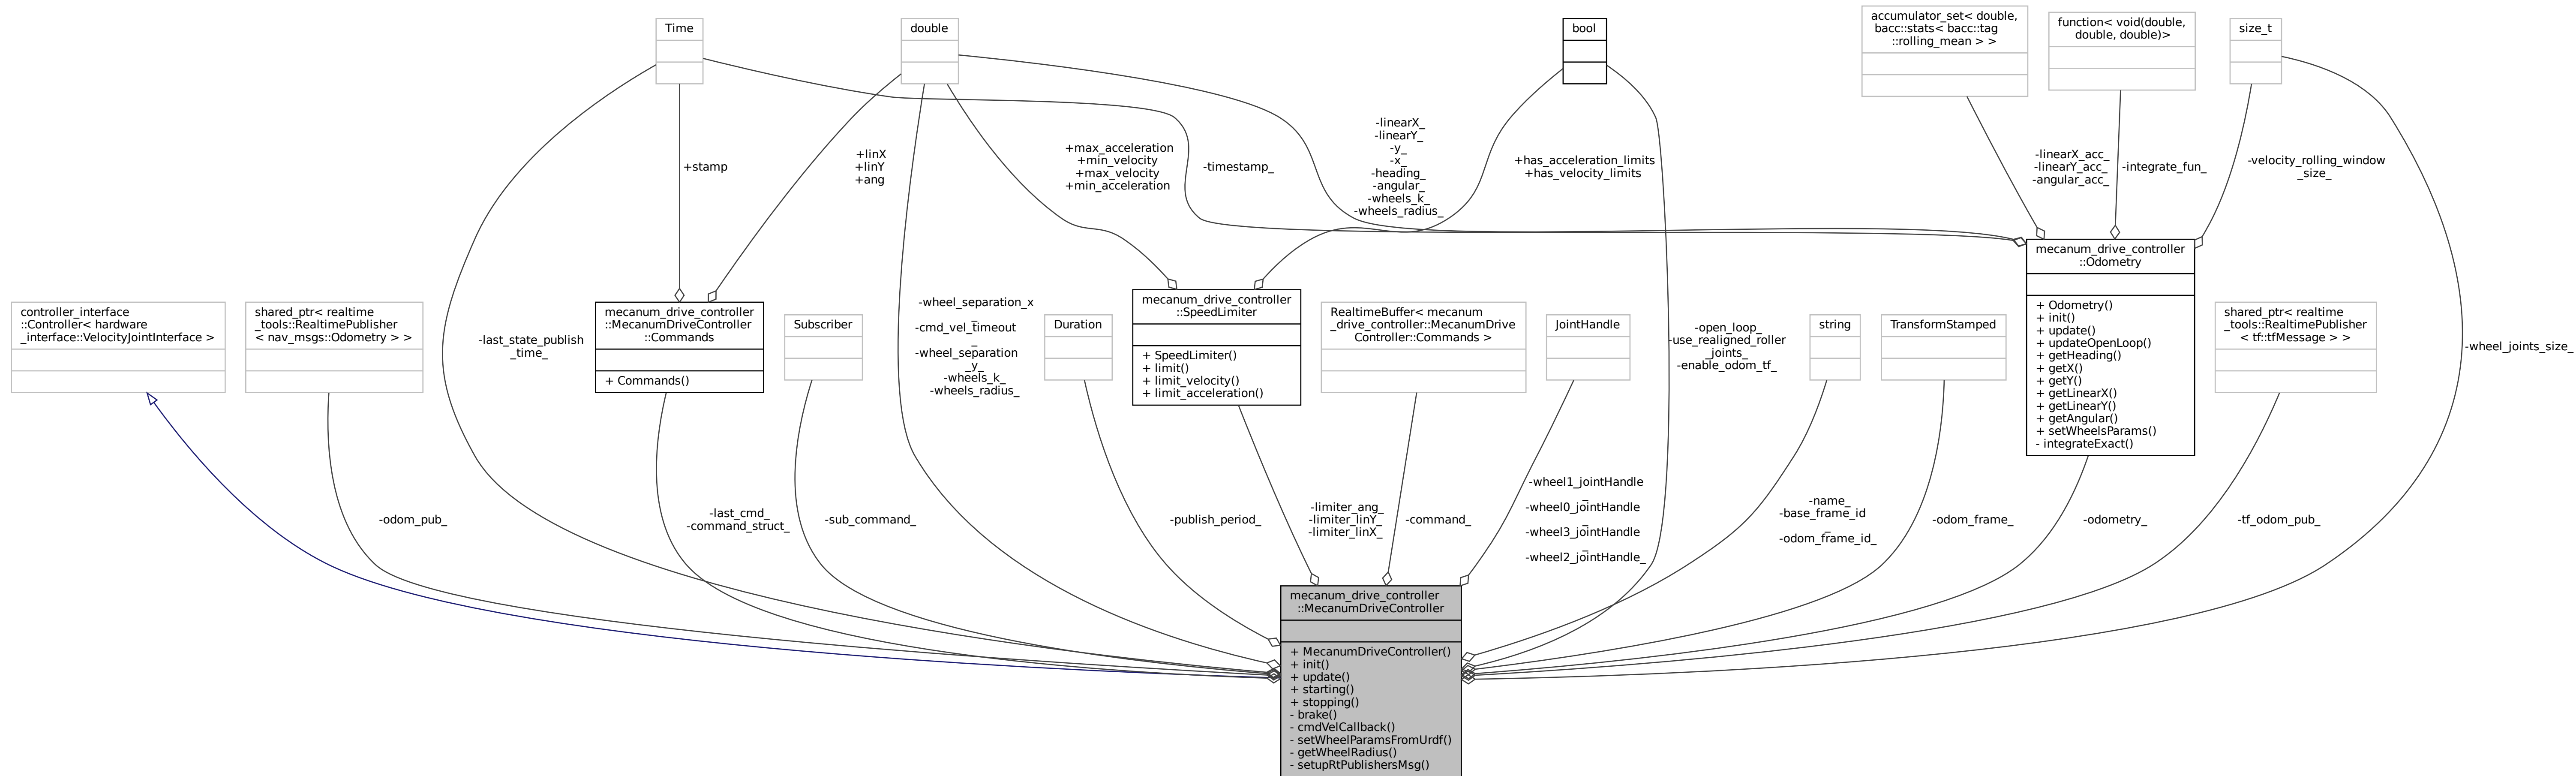 Time
double
bool
accumulator_set< double,
bacc::stats< bacc::tag
::rolling_mean > >
function< void(double,
double, double)>
size_t
+stamp
+linX
+linY
+ang
+max_acceleration
+min_velocity
+max_velocity
+min_acceleration
-timestamp_
-linearX_
-linearY_
-y_
-x_
-heading_
-angular_
-wheels_k_
-wheels_radius_
+has_acceleration_limits
+has_velocity_limits
-linearX_acc_
-linearY_acc_
-angular_acc_
-integrate_fun_
-velocity_rolling_window
_size_
controller_interface
::Controller< hardware
_interface::VelocityJointInterface >
shared_ptr< realtime
_tools::RealtimePublisher
< nav_msgs::Odometry > >
-last_state_publish
_time_
mecanum_drive_controller
::MecanumDriveController
::Commands
+ Commands()
Subscriber
-wheel_separation_x
_
-cmd_vel_timeout
_
-wheel_separation
_y_
-wheels_k_
-wheels_radius_
Duration
mecanum_drive_controller
::SpeedLimiter
+ SpeedLimiter()
+ limit()
+ limit_velocity()
+ limit_acceleration()
RealtimeBuffer< mecanum
_drive_controller::MecanumDrive
Controller::Commands >
JointHandle
-open_loop_
-use_realigned_roller
_joints_
-enable_odom_tf_
string
TransformStamped
mecanum_drive_controller
::Odometry
+ Odometry()
+ init()
+ update()
+ updateOpenLoop()
+ getHeading()
+ getX()
+ getY()
+ getLinearX()
+ getLinearY()
+ getAngular()
+ setWheelsParams()
- integrateExact()
shared_ptr< realtime
_tools::RealtimePublisher
< tf::tfMessage > >
-wheel_joints_size_
-odom_pub_
-last_cmd_
-command_struct_
-sub_command_
-publish_period_
-limiter_ang_
-limiter_linY_
-limiter_linX_
-command_
-wheel1_jointHandle
_
-wheel0_jointHandle
_
-wheel3_jointHandle
_
-wheel2_jointHandle_
-name_
-base_frame_id
_
-odom_frame_id_
-odom_frame_
-odometry_
-tf_odom_pub_
mecanum_drive_controller
::MecanumDriveController
+ MecanumDriveController()
+ init()
+ update()
+ starting()
+ stopping()
- brake()
- cmdVelCallback()
- setWheelParamsFromUrdf()
- getWheelRadius()
- setupRtPublishersMsg()